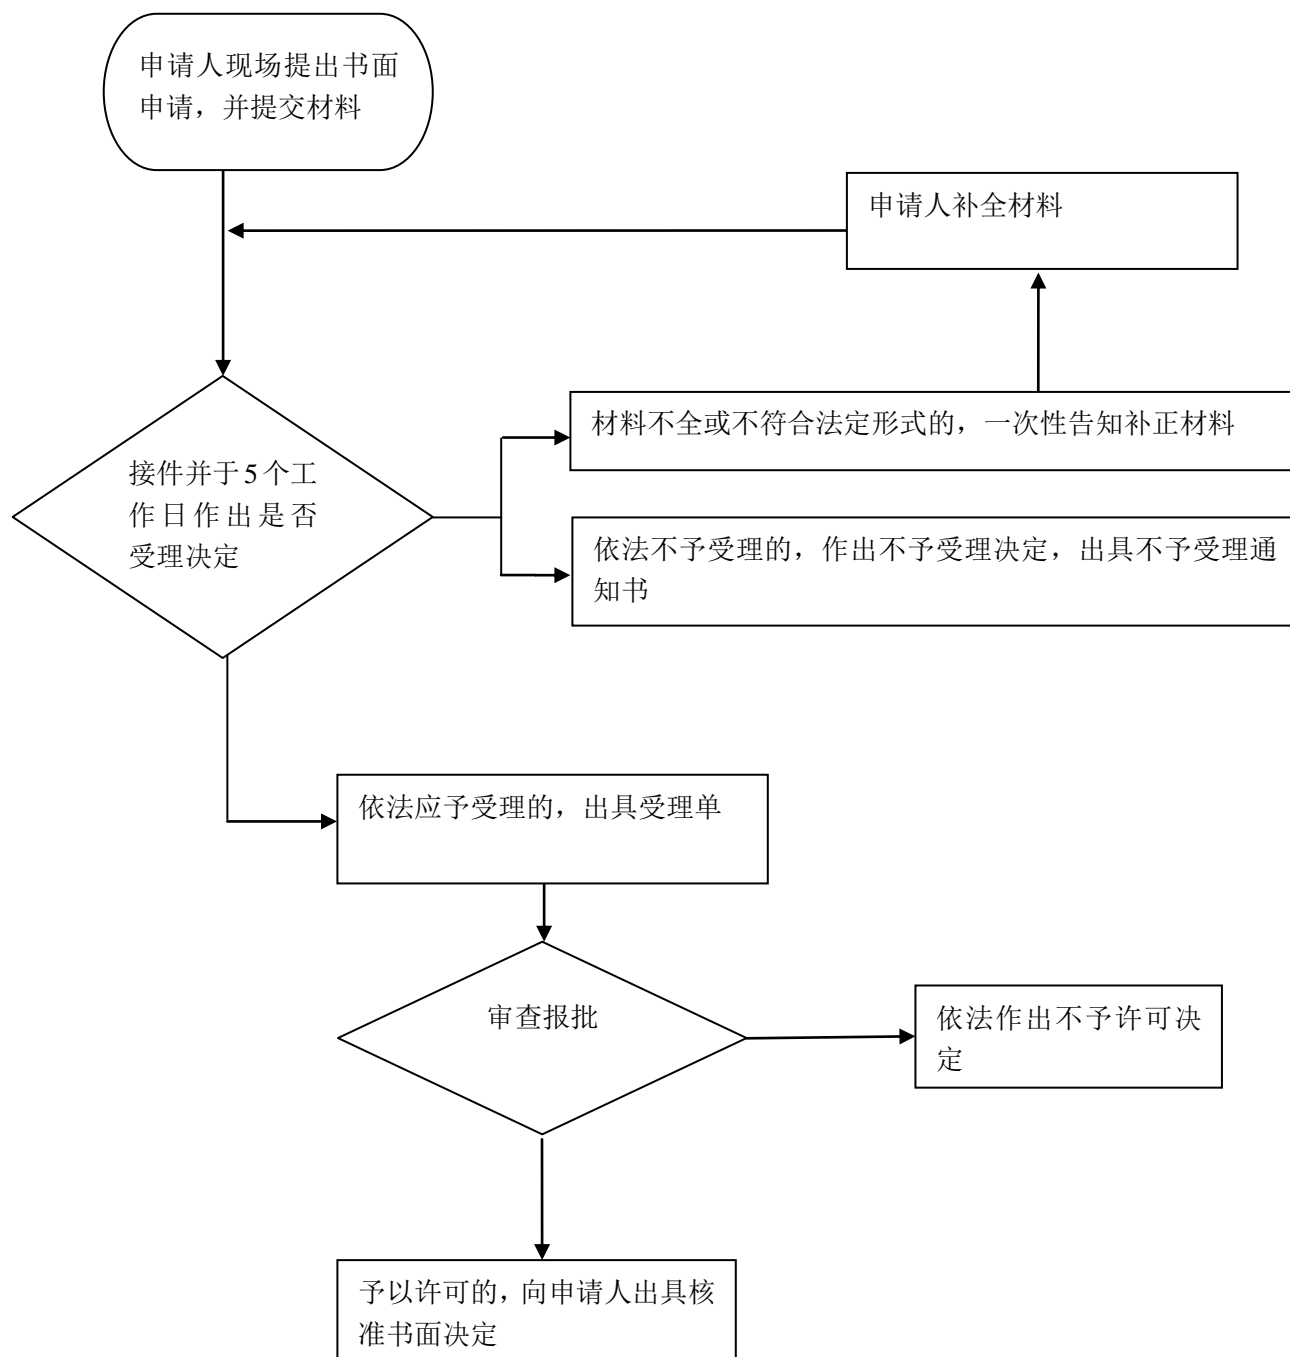 申请人现场提出书面
申请，并提交材料
申请人补全材料
材料不全或不符合法定形式的，一次性告知补正材料
接件并于 5 个工
作日作出是否
受理决定
依法不予受理的，作出不予受理决定，出具不予受理通
知书
依法应予受理的，出具受理单
审查报批
依法作出不予许可决
定
予以许可的，向申请人出具核
准书面决定